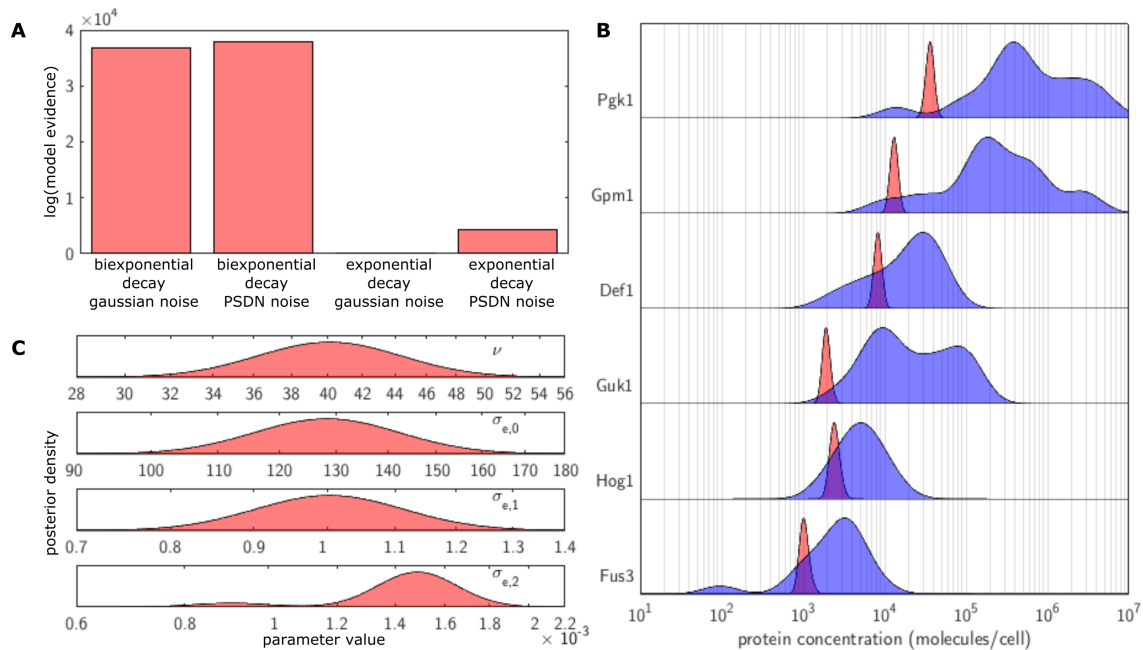 A
×10^4
4
3
2
1
0
log(model evidence)
biexponential
decay
gaussian noise
biexponential
decay
PSDN noise
exponential
decay
gaussian noise
exponential
decay
PSDN noise
B
Pgk1
Gpm1
Def1
Guk1
Hog1
Fus3
10^1 10^2 10^3 10^4 10^5 10^6 10^7
protein concentration (molecules/cell)
C
posterior density
ν
28 30 32 34 36 38 40 42 44 46 48 50 52 54 56
σe,0
90 100 110 120 130 140 150 160 170 180
σe,1
0.7 0.8 0.9 1 1.1 1.2 1.3 1.4
σe,2
0.6 0.8 1 1.2 1.4 1.6 1.8 2 2.2
parameter value
× 10^-3